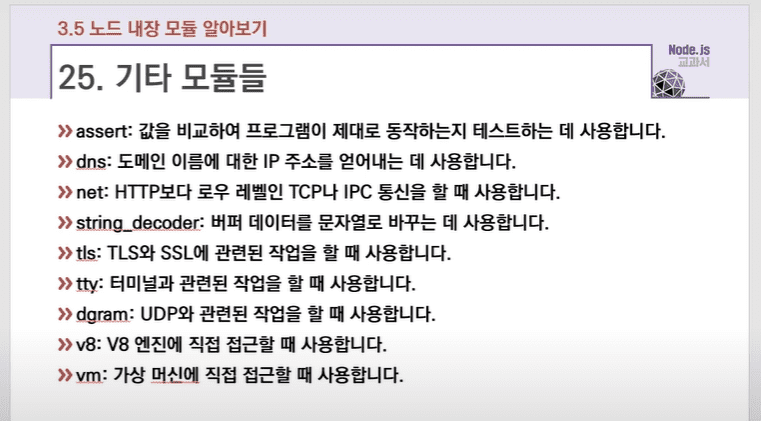 3.5 노드 내장 모듈 알아보기
25. 기타 모듈들
Node.js
교과서
assert: 값을 비교하여 프로그램이 제대로 동작하는지 테스트하는 데 사용합니다.
dns: 도메인 이름에 대한 IP 주소를 얻어내는 데 사용합니다.
net: HTTP보다 로우 레벨인 TCP나 IPC 통신을 할 때 사용합니다.
string_decoder: 버퍼 데이터를 문자열로 바꾸는 데 사용합니다.
tls: TLS와 SSL에 관련된 작업을 할 때 사용합니다.
tty: 터미널과 관련된 작업을 할 때 사용합니다.
dgram: UDP와 관련된 작업을 할 때 사용합니다.
v8: V8 엔진에 직접 접근할 때 사용합니다.
vm: 가상 머신에 직접 접근할 때 사용합니다.